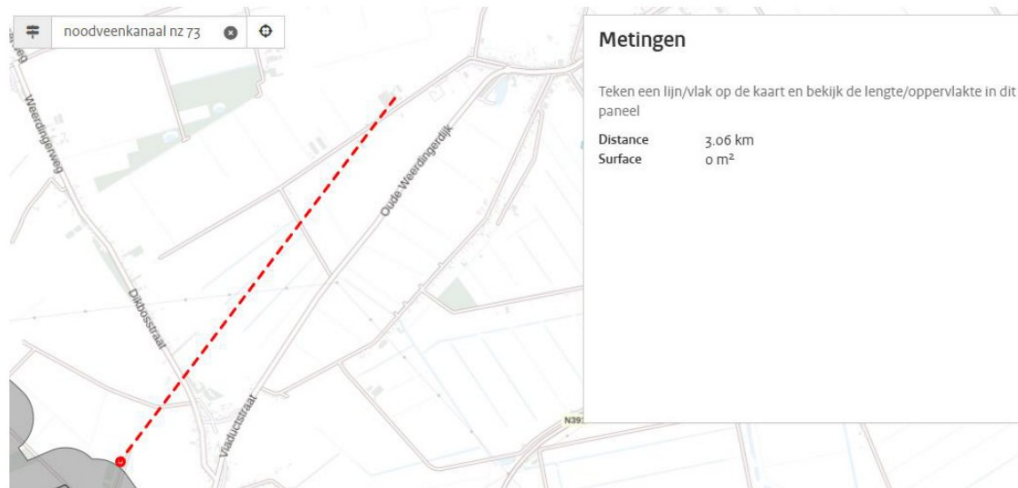 noodveenkanaal nz 73
Metingen
Teken een lijn/vlak op de kaart en bekijk de lengte/oppervlakte in dit
paneel
Distance 3.06 km
Surface 0 m²
Weerdingerweg
Oude Weerdingerdijk
Dikbosstraat
Viaductstraat